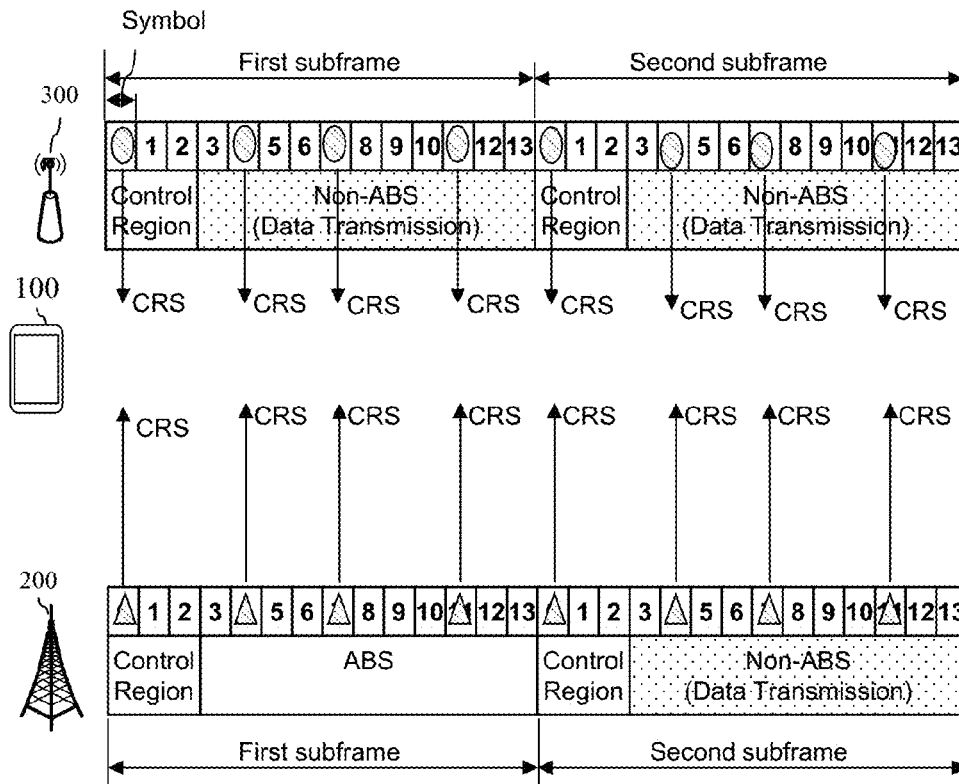 Symbol
First subframe Second subframe
300
1 2 3 5 6 8 9 10 12 13 1 2 3 5 6 8 9 10 12 13
Control Region Non-ABS (Data Transmission) Control Region Non-ABS (Data Transmission)
CRS CRS CRS CRS CRS CRS CRS CRS
100
CRS CRS CRS CRS CRS CRS CRS CRS
200
1 2 3 5 6 8 9 10 11 12 13 1 2 3 5 6 8 9 10 11 12 13
Control Region ABS Control Region Non-ABS (Data Transmission)
First subframe Second subframe